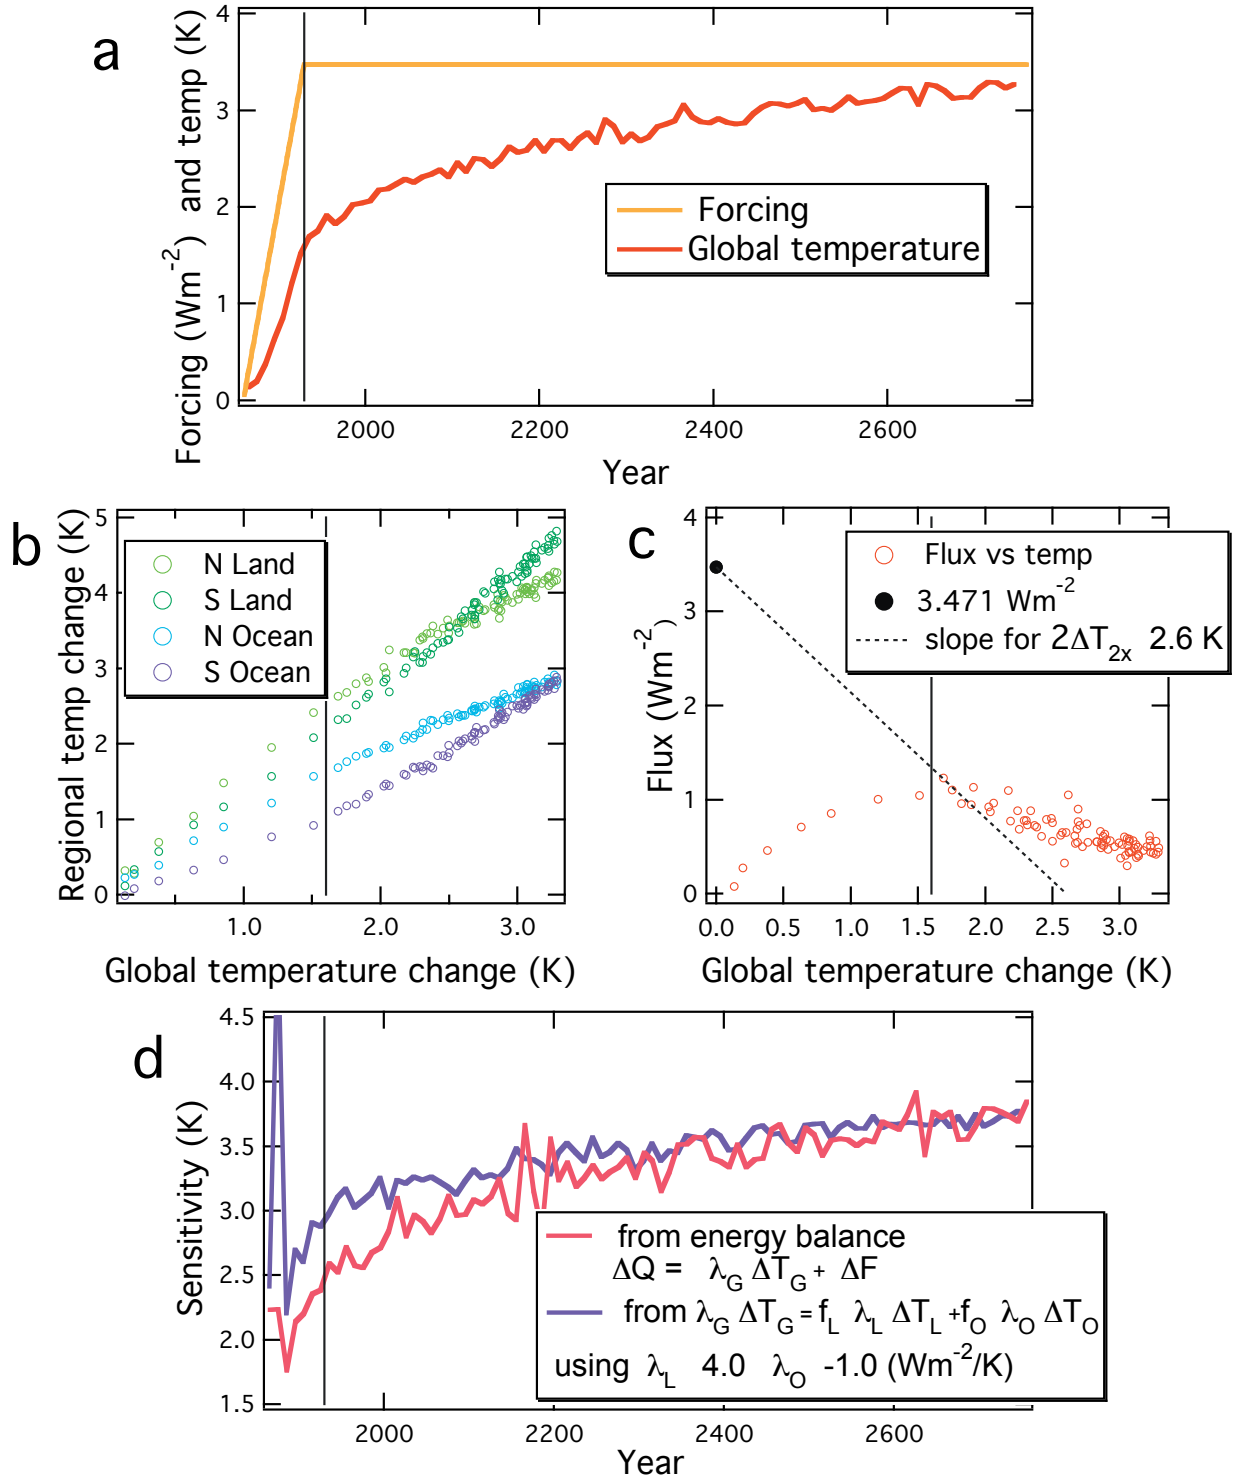 a
Forcing (Wm-2) and temp (K)
4
3
2
1
0
Forcing
Global temperature
2000
2200
2400
2600
Year
b
Regional temp change (K)
5
4
3
2
1
0
N Land
S Land
N Ocean
S Ocean
1.0
2.0
3.0
Global temperature change (K)
c
Flux (Wm-2)
4
3
2
1
0
Flux vs temp
3.471 Wm-2
slope for 2ΔT2x 2.6 K
0.0
0.5
1.0
1.5
2.0
2.5
3.0
Global temperature change (K)
d
Sensitivity (K)
4.5
4.0
3.5
3.0
2.5
2.0
1.5
from energy balance
ΔQ = λG ΔTG + ΔF
from λG ΔTG = fL λL ΔTL +fO λO ΔTO
using λL 4.0 λO -1.0 (Wm-2/K)
2000
2200
2400
2600
Year